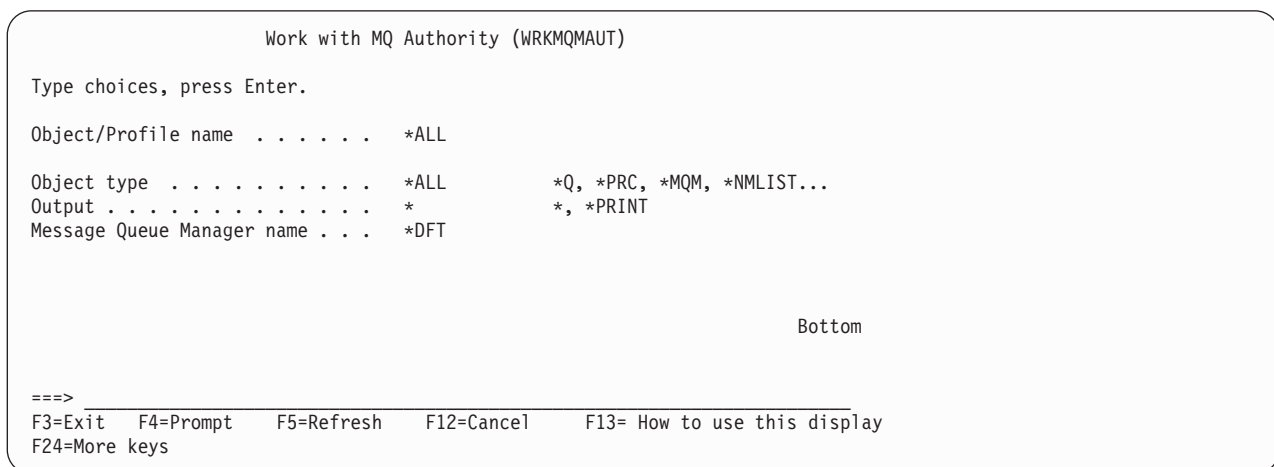 Work with MQ Authority (WRKMQMAUT)
Type choices, press Enter.
Object/Profile name . . . . . . *ALL
Object type . . . . . . . . . . *ALL *Q, *PRC, *MQM, *NMLIST...
Output . . . . . . . . . . . . . * *, *PRINT
Message Queue Manager name . . . *DFT
Bottom
===>
F3=Exit F4=Prompt F5=Refresh F12=Cancel F13= How to use this display
F24=More keys